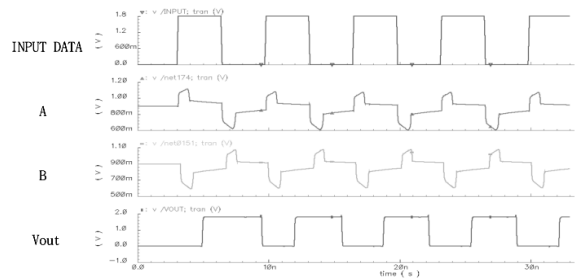 ▼: v /INPUT; tran (V)
INPUT DATA
(V)
1.8
600m
0.0
▲: v /net174; tran (V)
A
(V)
1.20
1.00
800m
600m
v /net0151; tran (V)
B
(V)
1.10
900m
700m
500m
v /VOUT; tran (V)
Vout
(V)
2.0
1.0
0.0
-1.0
0.0 10n 20n 30n
time ( s )